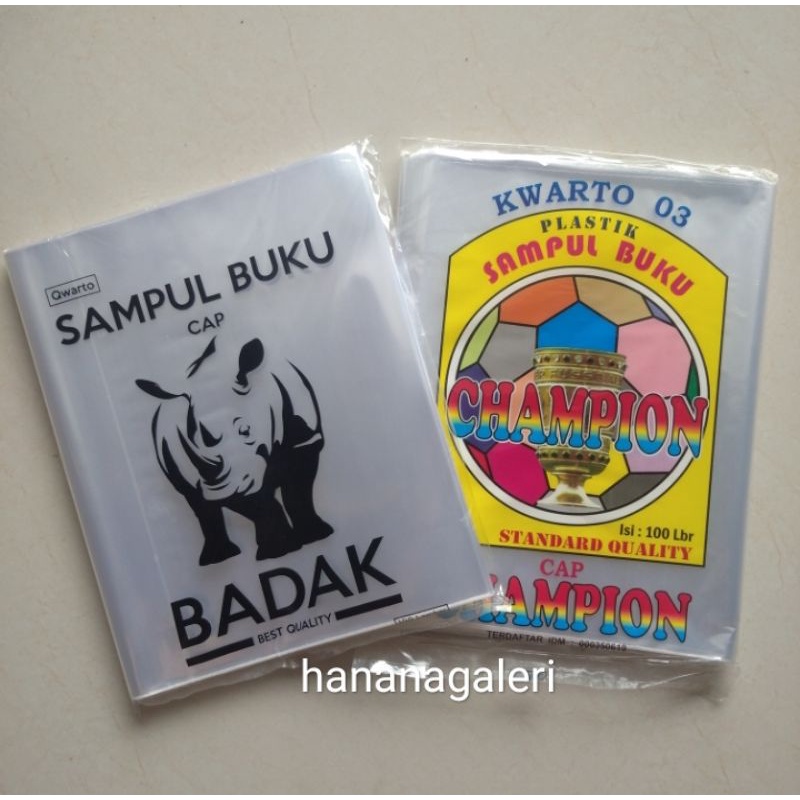 Qwarto
SAMPUL BUKU
CAP
BADAK
BEST QUALITY
KWARTO 03
PLASTIK
SAMPUL BUKU
CHAMPION
Isi : 100 Lbr
STANDARD QUALITY
CAP
CHAMPION
TERDAFTAR IDM :
hananagaleri